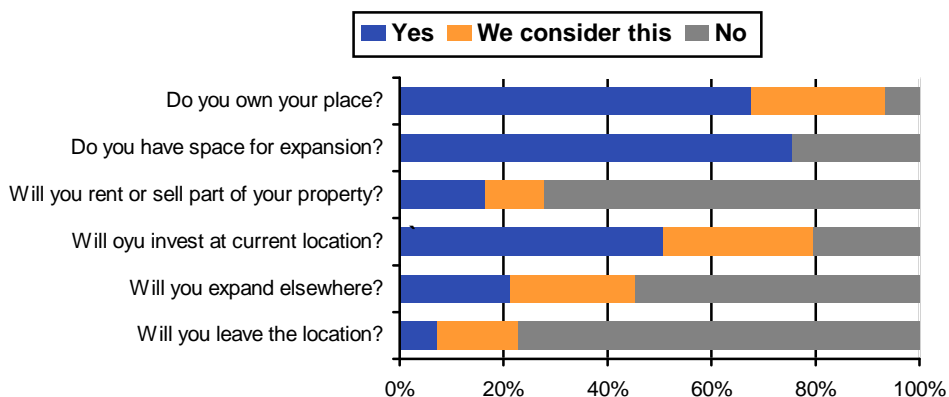 Yes We consider this No
Do you own your place?
Do you have space for expansion?
Will you rent or sell part of your property?
Will oyu invest at current location?
`
Will you expand elsewhere?
Will you leave the location?
0% 20% 40% 60% 80% 100%